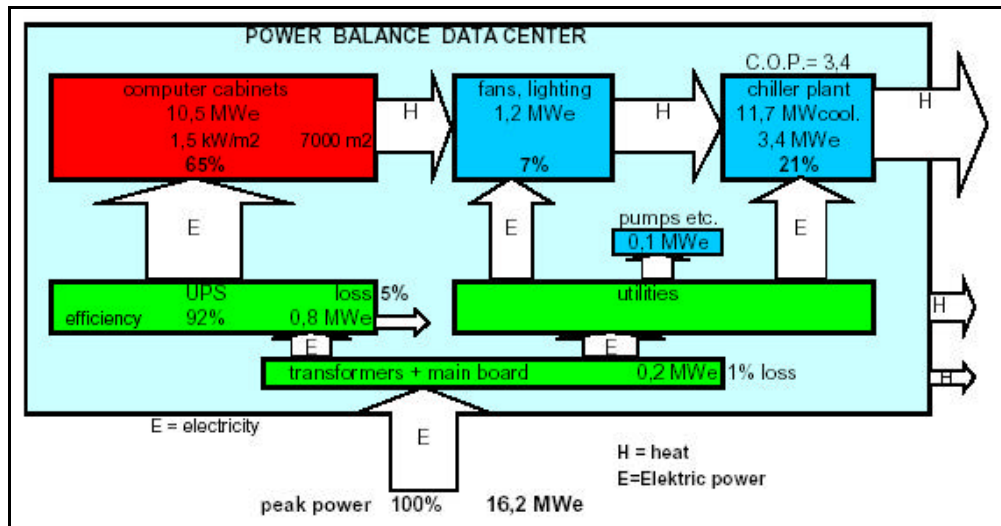 POWER BALANCE DATA CENTER
C.O.P.= 3,4
computer cabinets
10,5 MWe
1,5 kW/m2 7000 m2
65%
H
fans, lighting
1,2 MWe
7%
H
chiller plant
11,7 MWcool.
3,4 MWe
21%
H
E
E
pumps etc.
0,1 MWe
E
UPS loss 5%
efficiency 92% 0,8 MWe
utilities
H
E
E
transformers + main board 0,2 MWe 1% loss
H
E = electricity
E
H = heat
E=Elektric power
peak power 100% 16,2 MWe